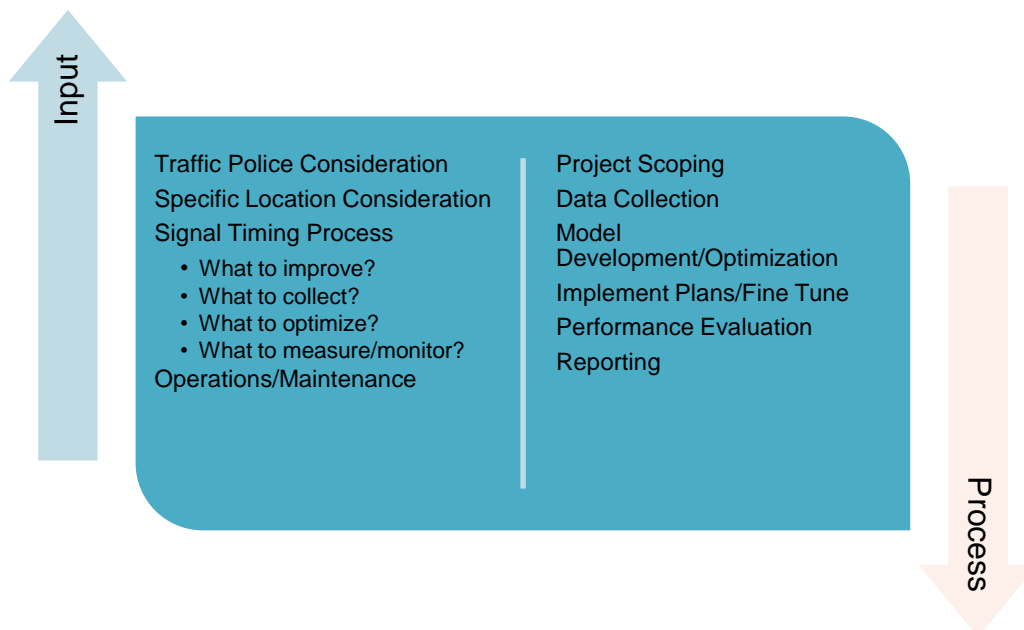 Input
Traffic Police Consideration
Specific Location Consideration
Signal Timing Process
• What to improve?
• What to collect?
• What to optimize?
• What to measure/monitor?
Operations/Maintenance
Project Scoping
Data Collection
Model
Development/Optimization
Implement Plans/Fine Tune
Performance Evaluation
Reporting
Process